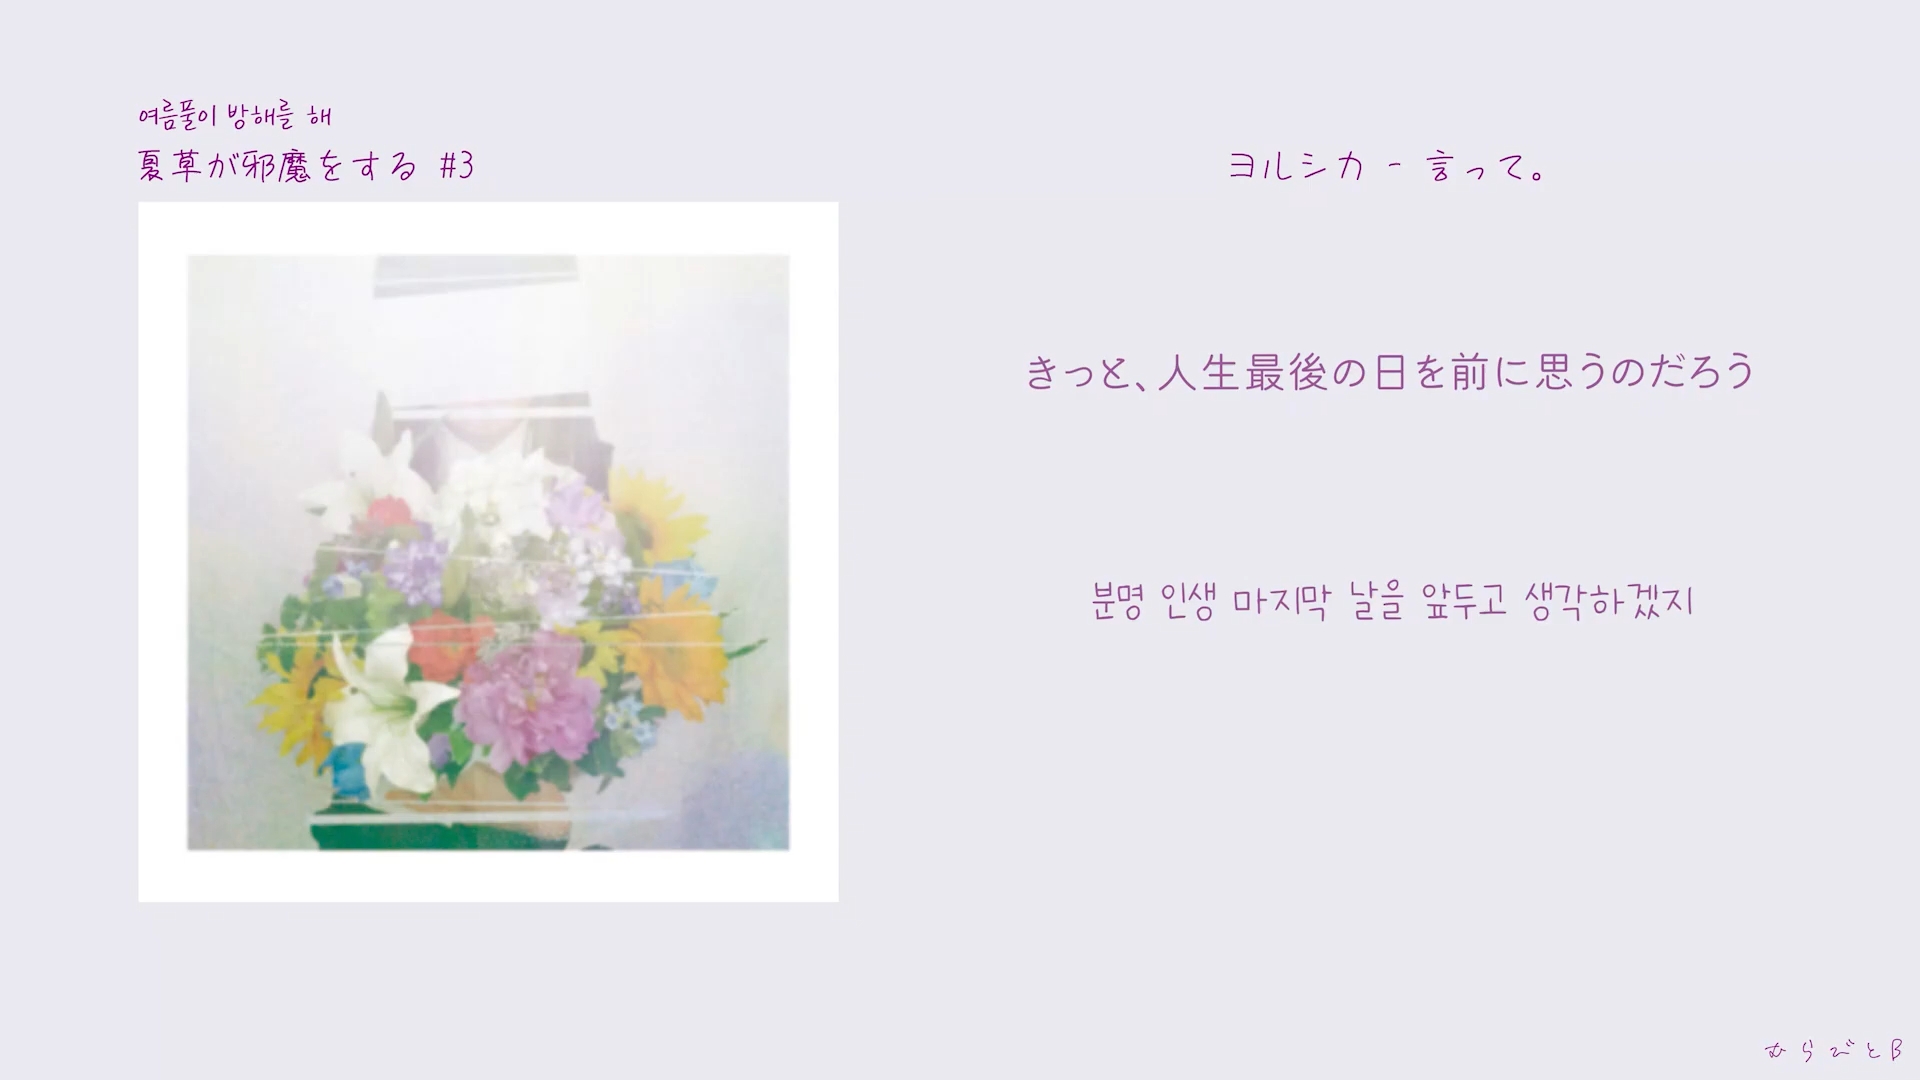 여름풀이 방해를 해
夏草が邪魔をする #3
ヨルシカ - 言って。
きっと、人生最後の日を前に思うのだろう
분명 인생 마지막 날을 앞두고 생각하겠지
むらびとB